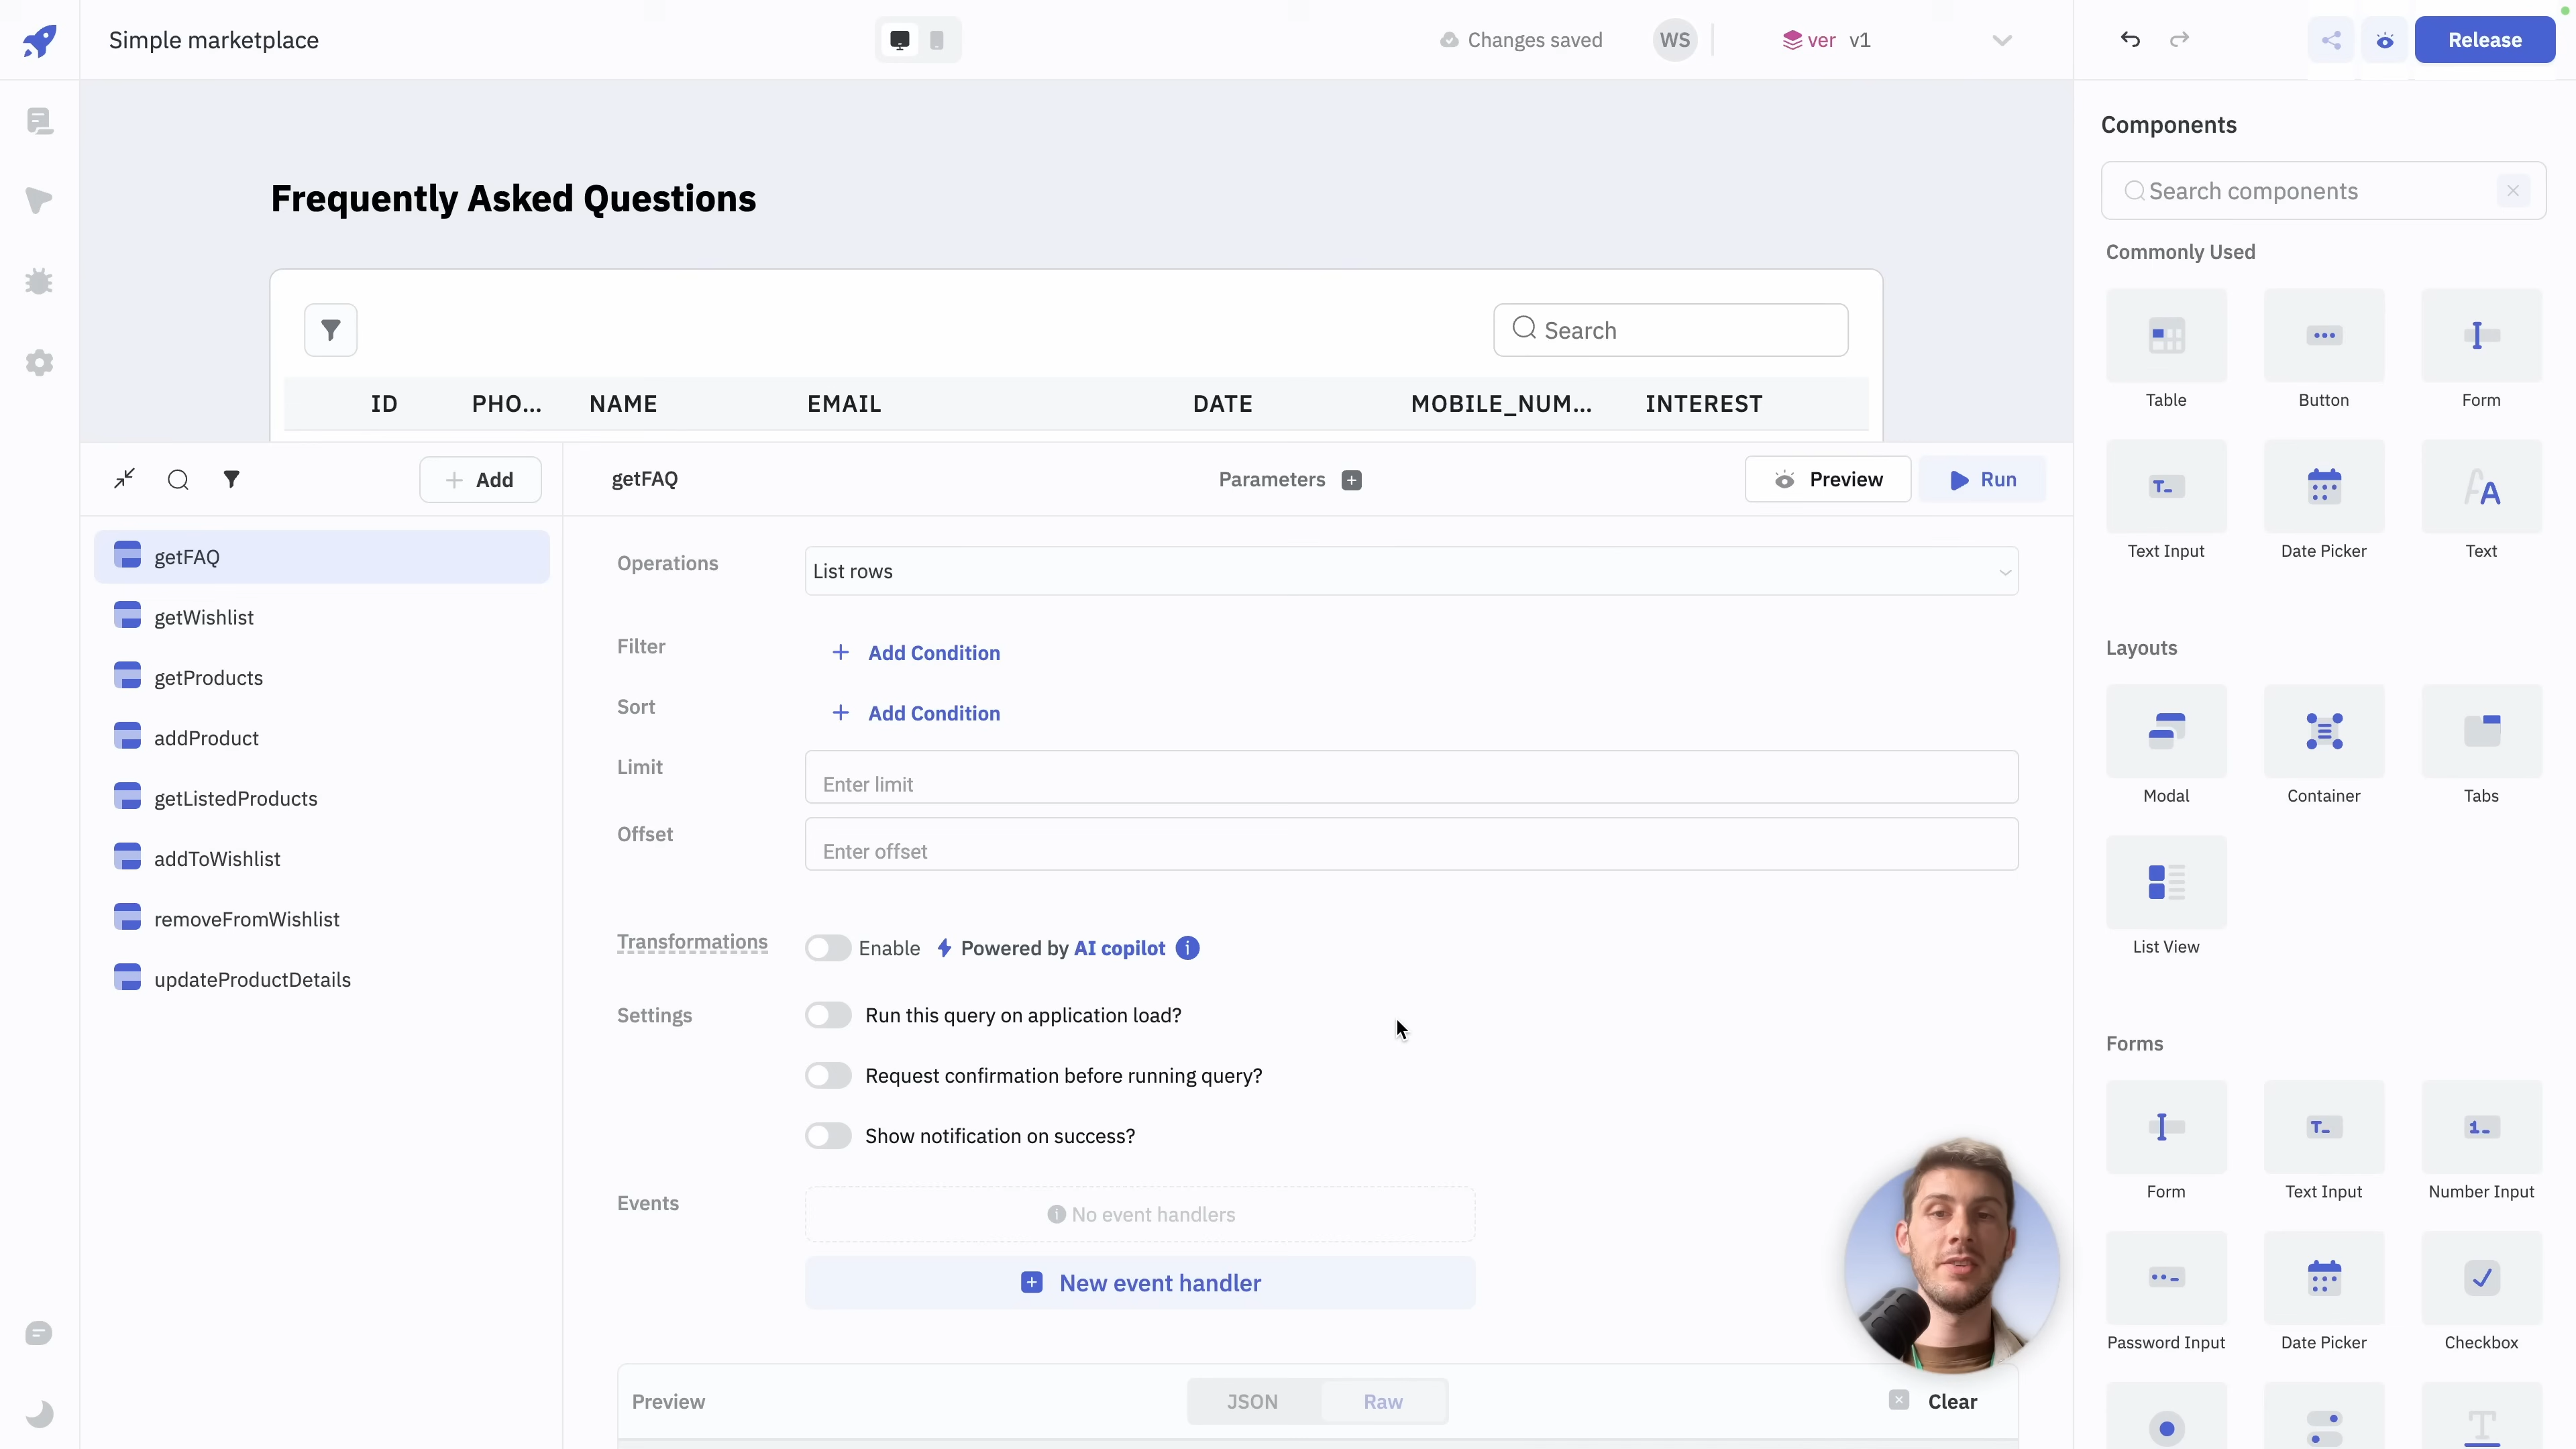 Simple marketplace
Changes saved
WS
ver v1
Release
Frequently Asked Questions
Search
ID PHO... NAME EMAIL DATE MOBILE_NUM... INTEREST
Add
getFAQ
getWishlist
getProducts
addProduct
getListedProducts
addToWishlist
removeFromWishlist
updateProductDetails
getFAQ
Parameters
Preview
Run
Operations
List rows
Filter
Add Condition
Sort
Add Condition
Limit
Enter limit
Offset
Enter offset
Transformations
Enable
Powered by AI copilot
Settings
Run this query on application load?
Request confirmation before running query?
Show notification on success?
Events
No event handlers
New event handler
Preview
JSON
Raw
Clear
Components
Search components
Commonly Used
Table Button Form
Text Input Date Picker Text
Layouts
Modal Container Tabs
List View
Forms
Form Text Input Number Input
Password Input Date Picker Checkbox